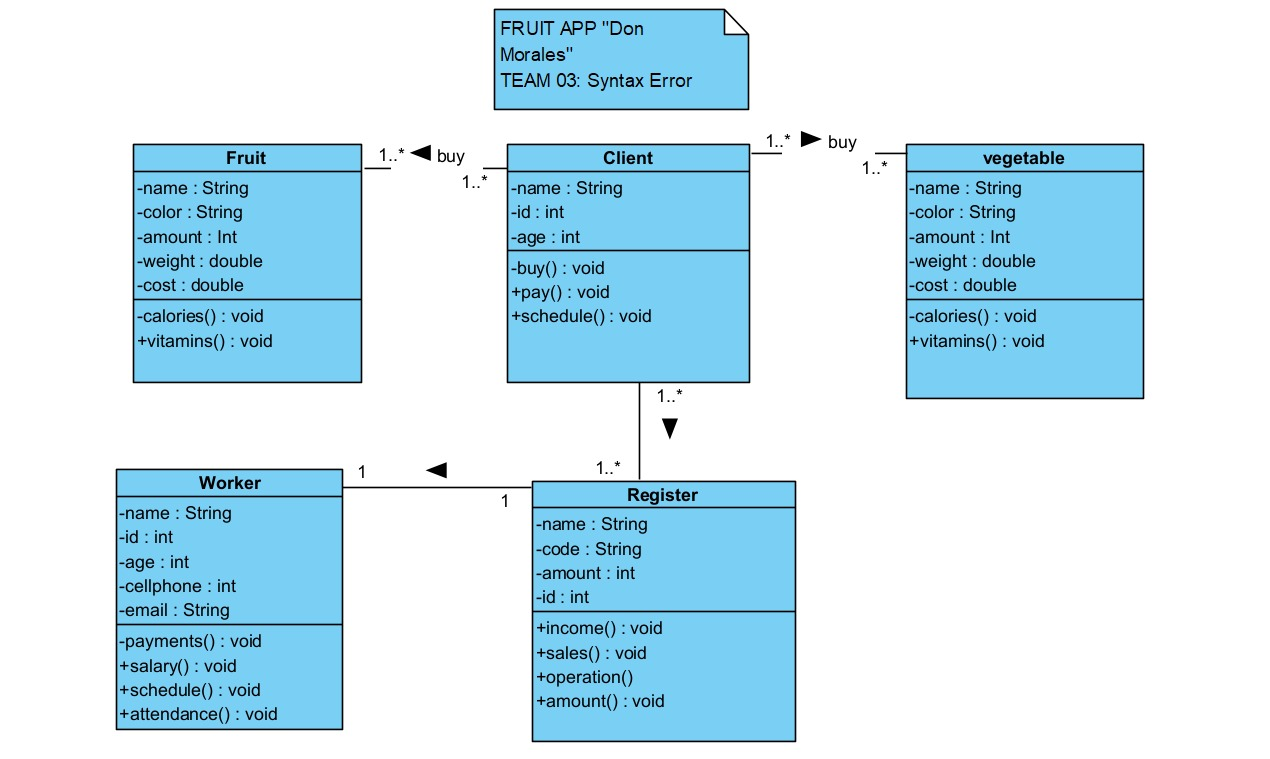 FRUIT APP "Don
Morales"
TEAM 03: Syntax Error
Fruit
-name : String
-color : String
-amount : Int
-weight : double
-cost : double
-calories() : void
+vitamins() : void
1..*
buy
1..*
Client
-name : String
-id : int
-age : int
-buy() : void
+pay() : void
+schedule() : void
1..*
buy
1..*
vegetable
-name : String
-color : String
-amount : Int
-weight : double
-cost : double
-calories() : void
+vitamins() : void
1..*
1..*
Worker
-name : String
-id : int
-age : int
-cellphone : int
-email : String
-payments() : void
+salary() : void
+schedule() : void
+attendance() : void
1
1
Register
-name : String
-code : String
-amount : int
-id : int
+income() : void
+sales() : void
+operation()
+amount() : void